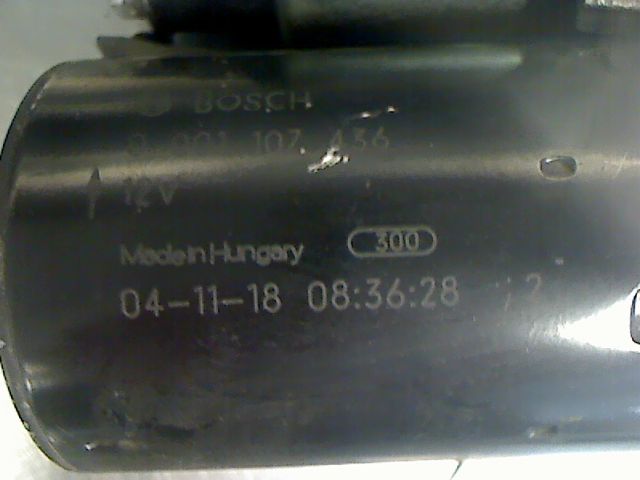 BOSCH
0 001 107 436
12V
Made in Hungary 300
04-11-18 08:36:28